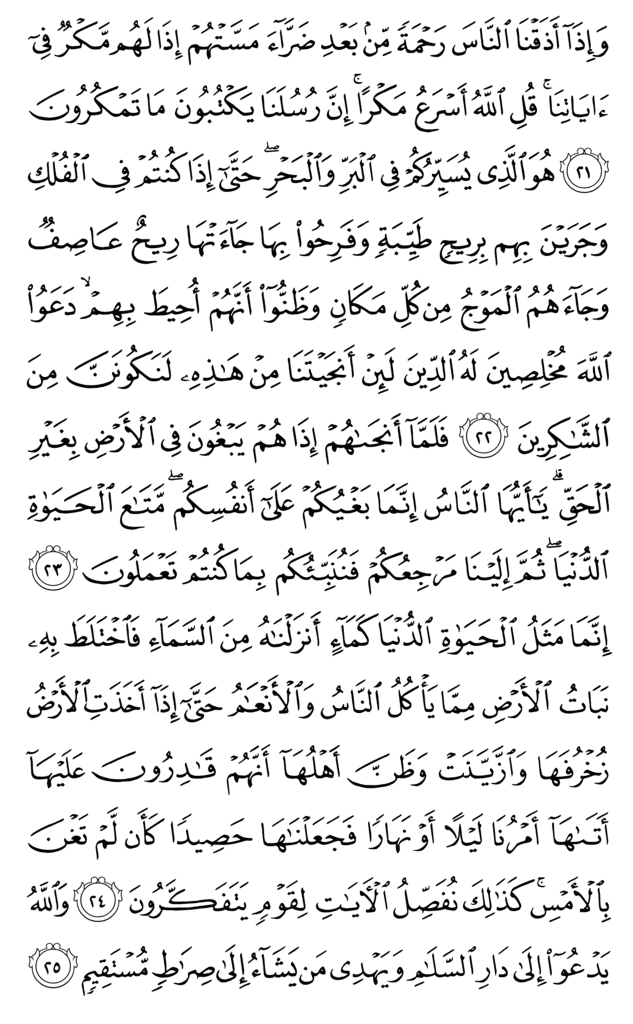 وَإِذَآ أَذَقْنَا ٱلنَّاسَ رَحْمَةً مِّنۢ بَعْدِ ضَرَّآءَ مَسَّتْهُمْ إِذَا لَهُم مَّكْرٌ فِىٓ
ءَايَاتِنَا ۚ قُلِ ٱللَّهُ أَسْرَعُ مَكْرًا ۚ إِنَّ رُسُلَنَا يَكْتُبُونَ مَا تَمْكُرُونَ
٢١ هُوَ ٱلَّذِى يُسَيِّرُكُمْ فِى ٱلْبَرِّ وَٱلْبَحْرِ ۖ حَتَّىٰٓ إِذَا كُنتُمْ فِى ٱلْفُلْكِ
وَجَرَيْنَ بِهِم بِرِيحٍ طَيِّبَةٍ وَفَرِحُوا۟ بِهَا جَآءَتْهَا رِيحٌ عَاصِفٌ
وَجَآءَهُمُ ٱلْمَوْجُ مِن كُلِّ مَكَانٍ وَظَنُّوٓا۟ أَنَّهُمْ أُحِيطَ بِهِمْ ۙ دَعَوُا۟
ٱللَّهَ مُخْلِصِينَ لَهُ ٱلدِّينَ لَئِنْ أَنجَيْتَنَا مِنْ هَـٰذِهِۦ لَنَكُونَنَّ مِنَ
ٱلشَّـٰكِرِينَ ٢٢ فَلَمَّآ أَنجَىٰهُمْ إِذَا هُمْ يَبْغُونَ فِى ٱلْأَرْضِ بِغَيْرِ
ٱلْحَقِّ ۗ يَـٰٓأَيُّهَا ٱلنَّاسُ إِنَّمَا بَغْيُكُمْ عَلَىٰٓ أَنفُسِكُم ۖ مَّتَـٰعَ ٱلْحَيَوٰةِ
ٱلدُّنْيَا ۖ ثُمَّ إِلَيْنَا مَرْجِعُكُمْ فَنُنَبِّئُكُم بِمَا كُنتُمْ تَعْمَلُونَ ٢٣
إِنَّمَا مَثَلُ ٱلْحَيَوٰةِ ٱلدُّنْيَا كَمَآءٍ أَنزَلْنَـٰهُ مِنَ ٱلسَّمَآءِ فَٱخْتَلَطَ بِهِۦ
نَبَاتُ ٱلْأَرْضِ مِمَّا يَأْكُلُ ٱلنَّاسُ وَٱلْأَنْعَـٰمُ حَتَّىٰٓ إِذَآ أَخَذَتِ ٱلْأَرْضُ
زُخْرُفَهَا وَٱزَّيَّنَتْ وَظَنَّ أَهْلُهَآ أَنَّهُمْ قَـٰدِرُونَ عَلَيْهَآ
أَتَىٰهَآ أَمْرُنَا لَيْلًا أَوْ نَهَارًا فَجَعَلْنَـٰهَا حَصِيدًا كَأَن لَّمْ تَغْنَ
بِٱلْأَمْسِ ۚ كَذَٰلِكَ نُفَصِّلُ ٱلْـَٔايَـٰتِ لِقَوْمٍ يَتَفَكَّرُونَ ٢٤ وَٱللَّهُ
يَدْعُوٓا۟ إِلَىٰ دَارِ ٱلسَّلَـٰمِ وَيَهْدِى مَن يَشَآءُ إِلَىٰ صِرَٰطٍ مُّسْتَقِيمٍ ٢٥